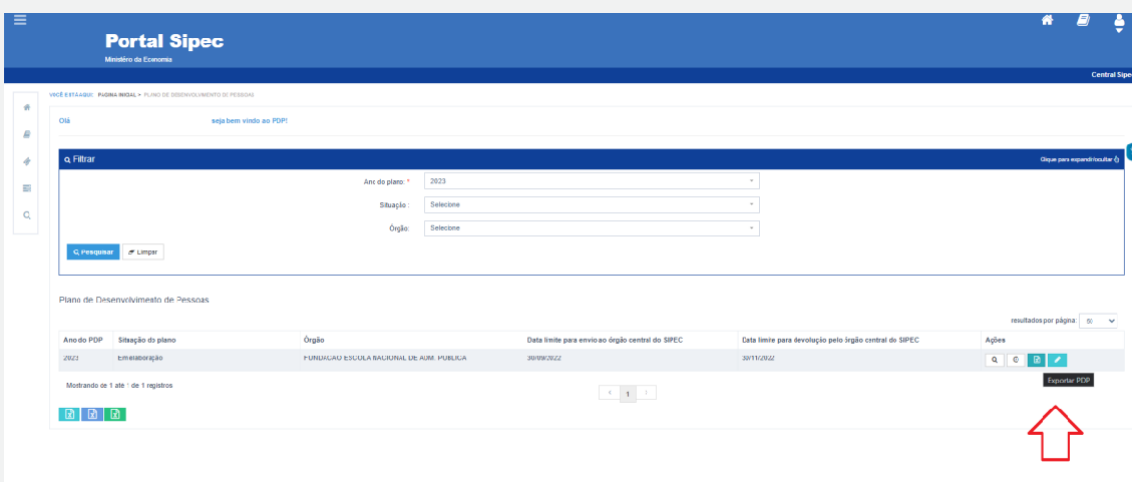 Portal Sipec
Ministério da Economia
Central Sipec
VOCÊ ESTÁ AQUI: PÁGINA INICIAL > PLANO DE DESENVOLVIMENTO DE PESSOAS
Olá seja bem vindo ao PDP!
Filtrar Clique para expandir/ocultar
Ano do plano: * 2023
Situação : Selecione
Órgão: Selecione
Pesquisar Limpar
Plano de Desenvolvimento de Pessoas
resultados por página:
Ano do PDP Situação do plano Órgão Data limite para envio ao órgão central do SIPEC Data limite para devolução pelo órgão central do SIPEC Ações
2023 Em elaboração FUNDACAO ESCOLA NACIONAL DE ADM. PUBLICA 30/09/2022 30/11/2022
Exportar PDP
Mostrando de 1 até 1 de 1 registros
1